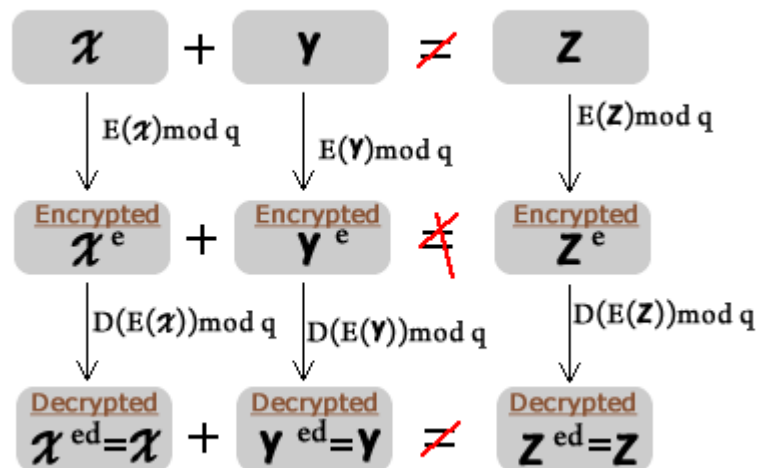 x + y ≠ z
E(x)mod q E(y)mod q E(z)mod q
Encrypted Encrypted Encrypted
x^e + y^e ≠ z^e
D(E(x))mod q D(E(y))mod q D(E(z))mod q
Decrypted Decrypted Decrypted
x^ed=x + y^ed=y ≠ z^ed=z